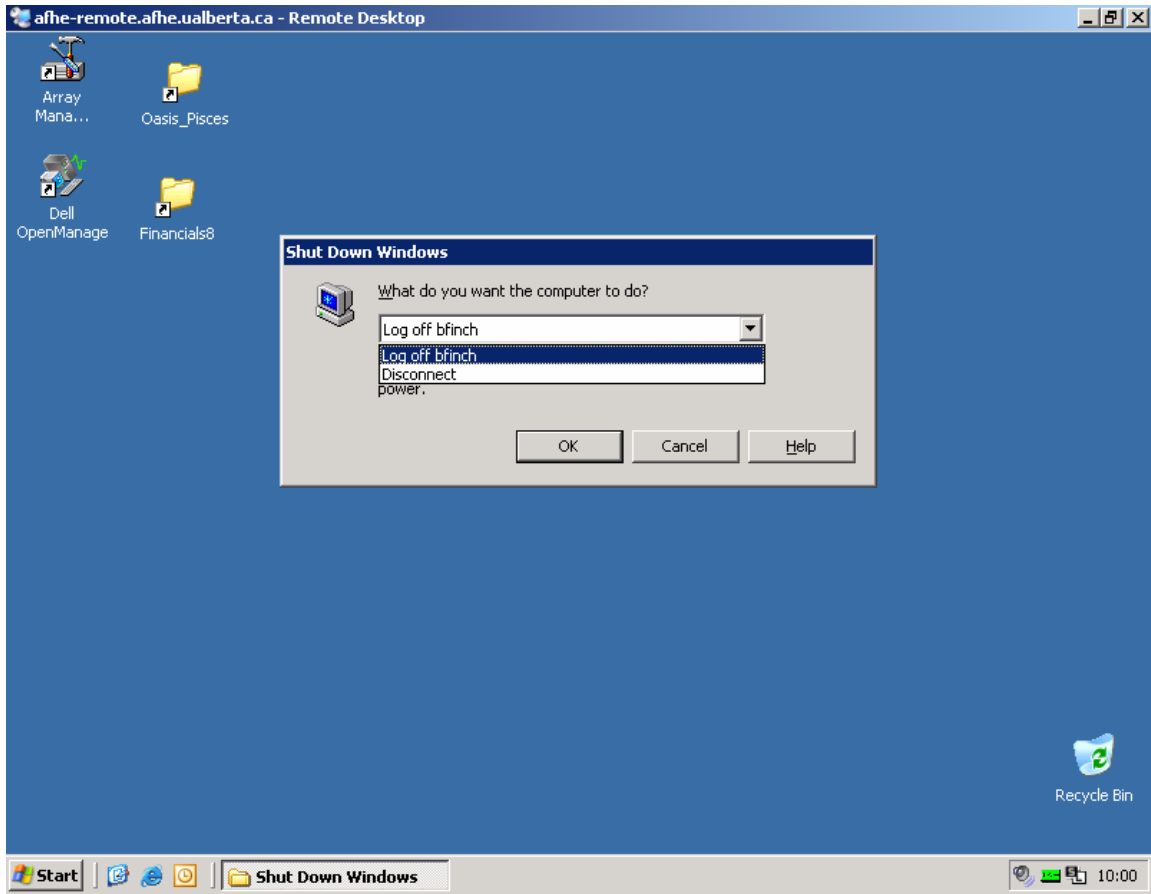 afhe-remote.afhe.ualberta.ca - Remote Desktop
Array
Mana...
Oasis_Pisces
Dell
OpenManage
Financials8
Shut Down Windows
What do you want the computer to do?
Log off bfinch
Log off bfinch
Disconnect
power.
OK
Cancel
Help
Recycle Bin
Start
Shut Down Windows
10:00